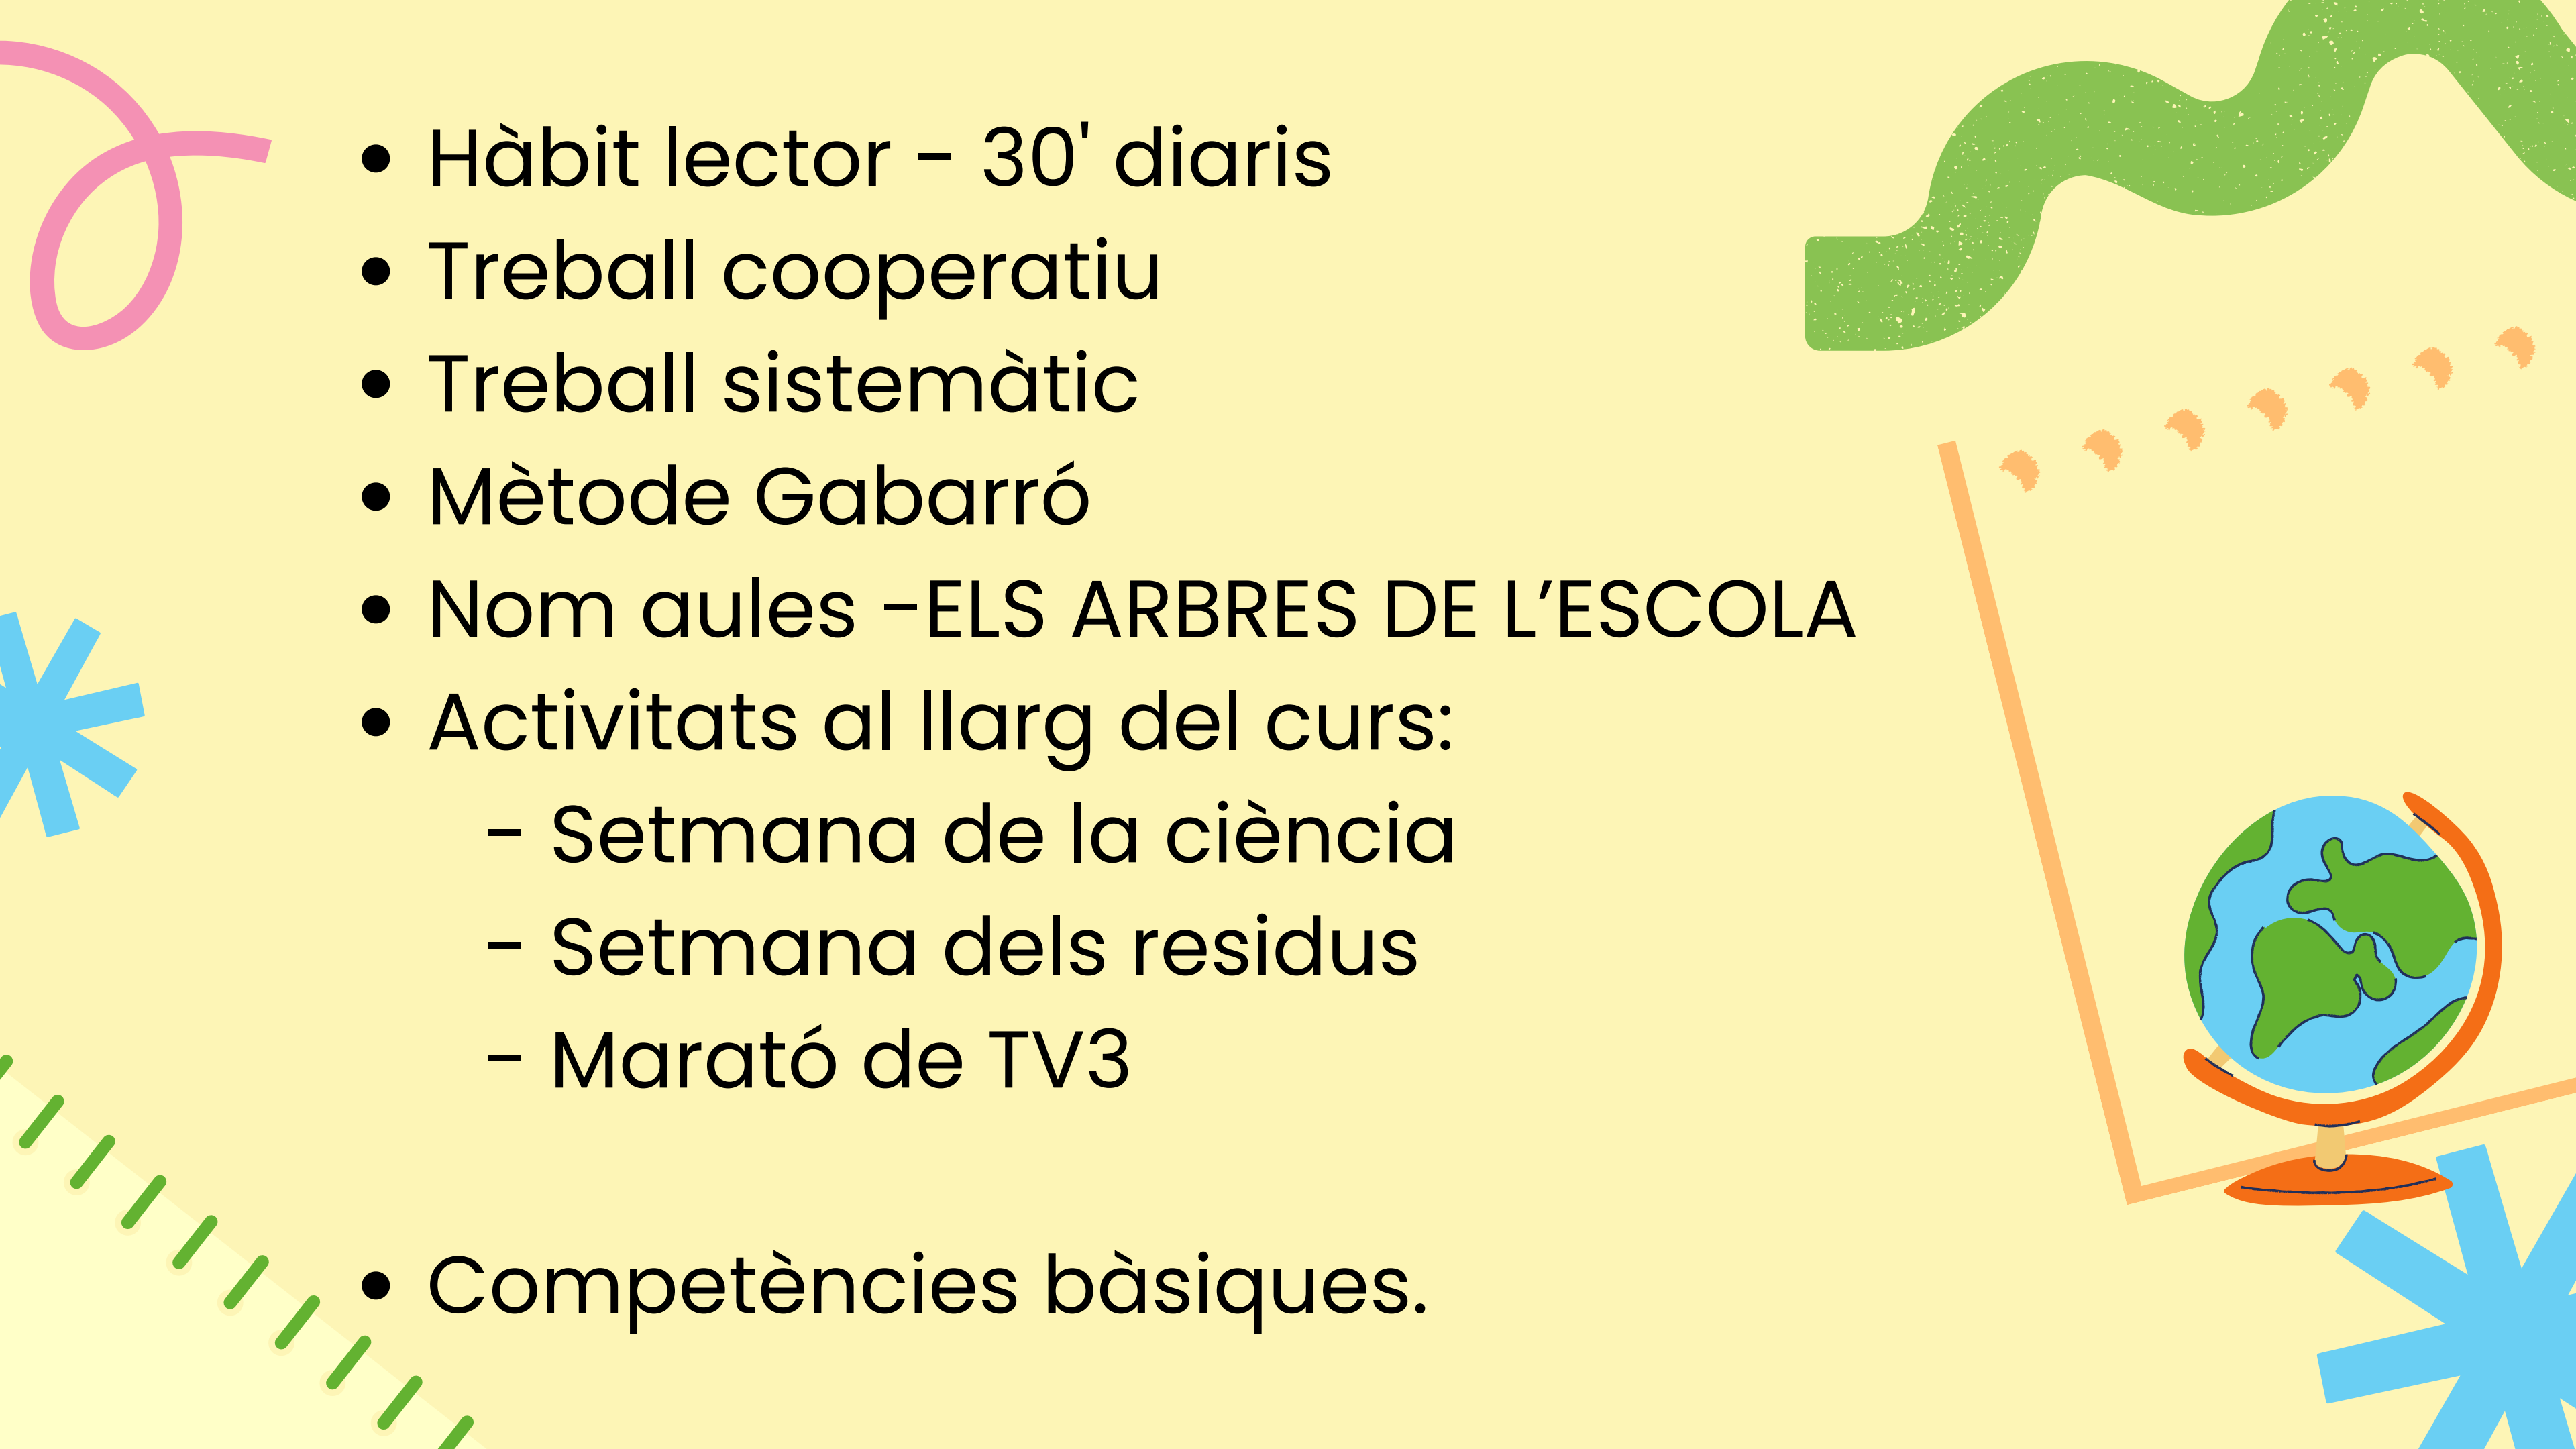 • Hàbit lector - 30' diaris
• Treball cooperatiu
• Treball sistemàtic
• Mètode Gabarró
• Nom aules -ELS ARBRES DE L’ESCOLA
• Activitats al llarg del curs:
- Setmana de la ciència
- Setmana dels residus
- Marató de TV3
• Competències bàsiques.